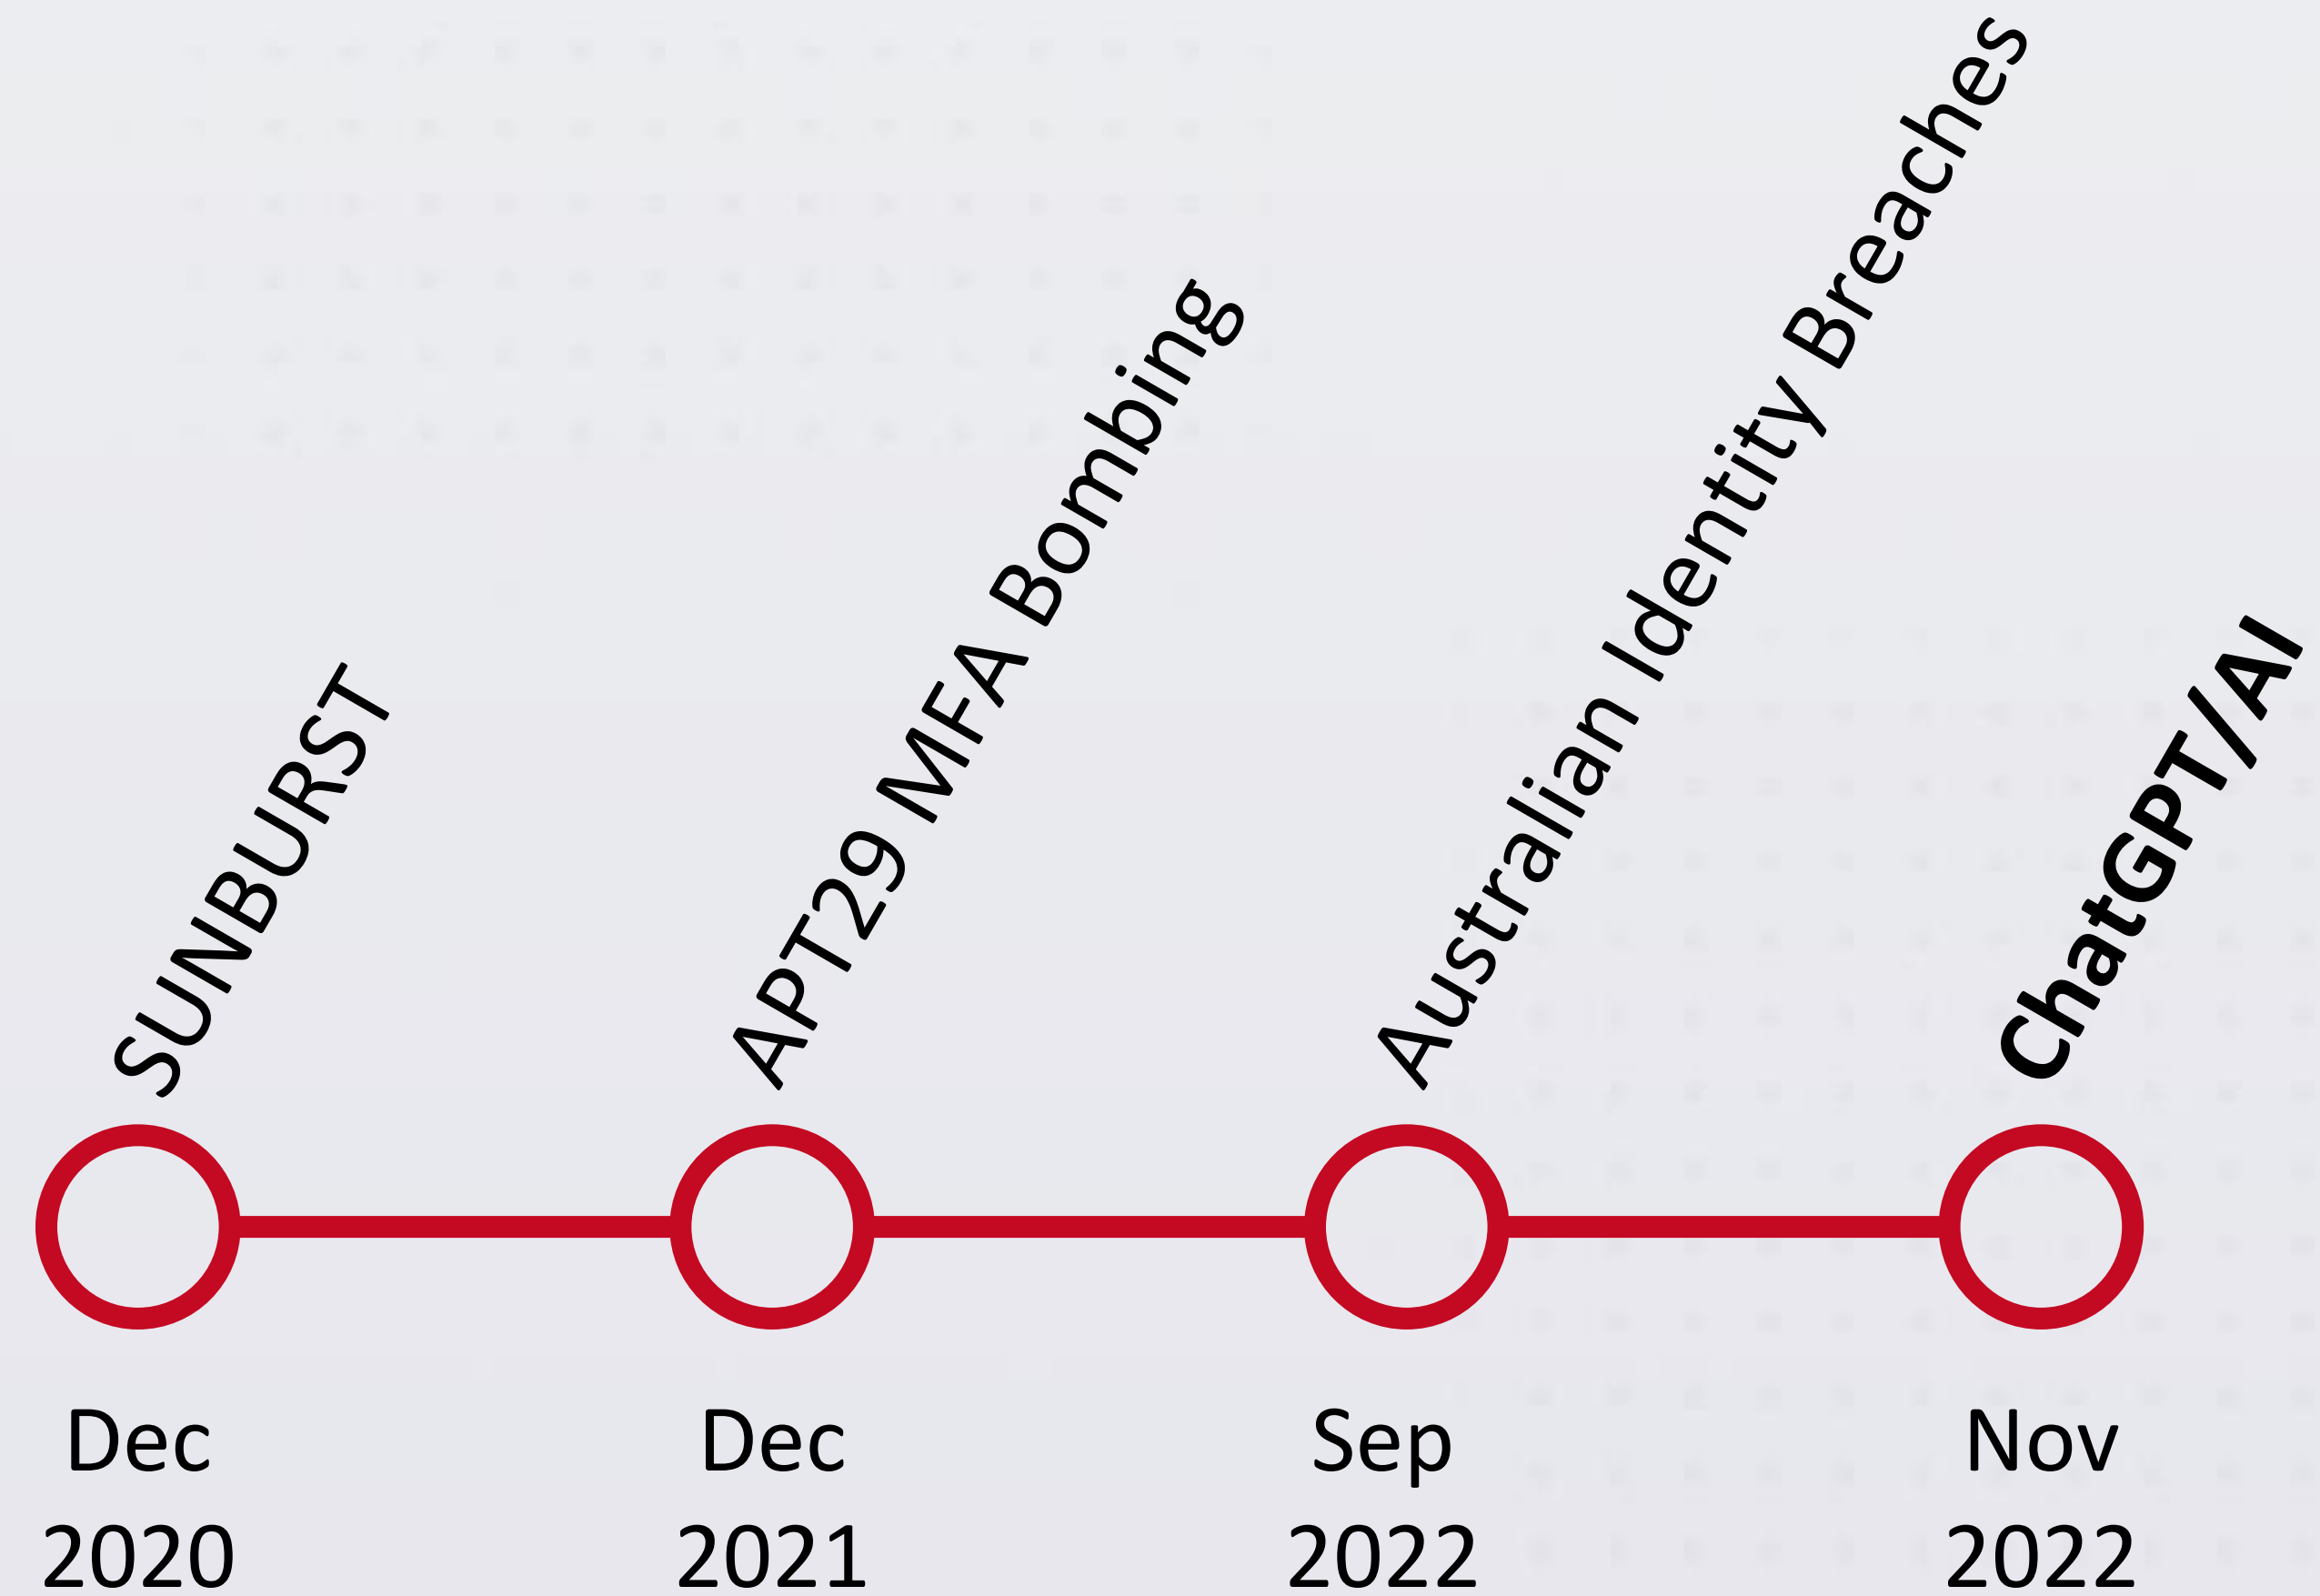 SUNBURST
APT29 MFA Bombing
Australian Identity Breaches
ChatGPT/AI
Dec
2020
Dec
2021
Sep
2022
Nov
2022